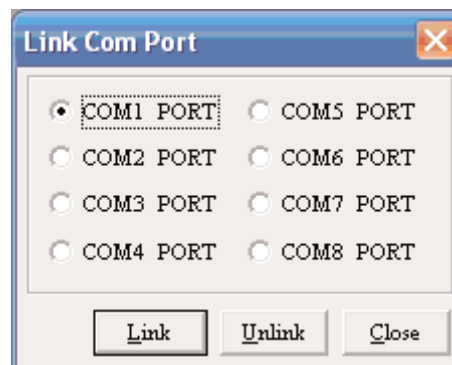 Link Com Port
COM1 PORT COM5 PORT
COM2 PORT COM6 PORT
COM3 PORT COM7 PORT
COM4 PORT COM8 PORT
Link Unlink Close